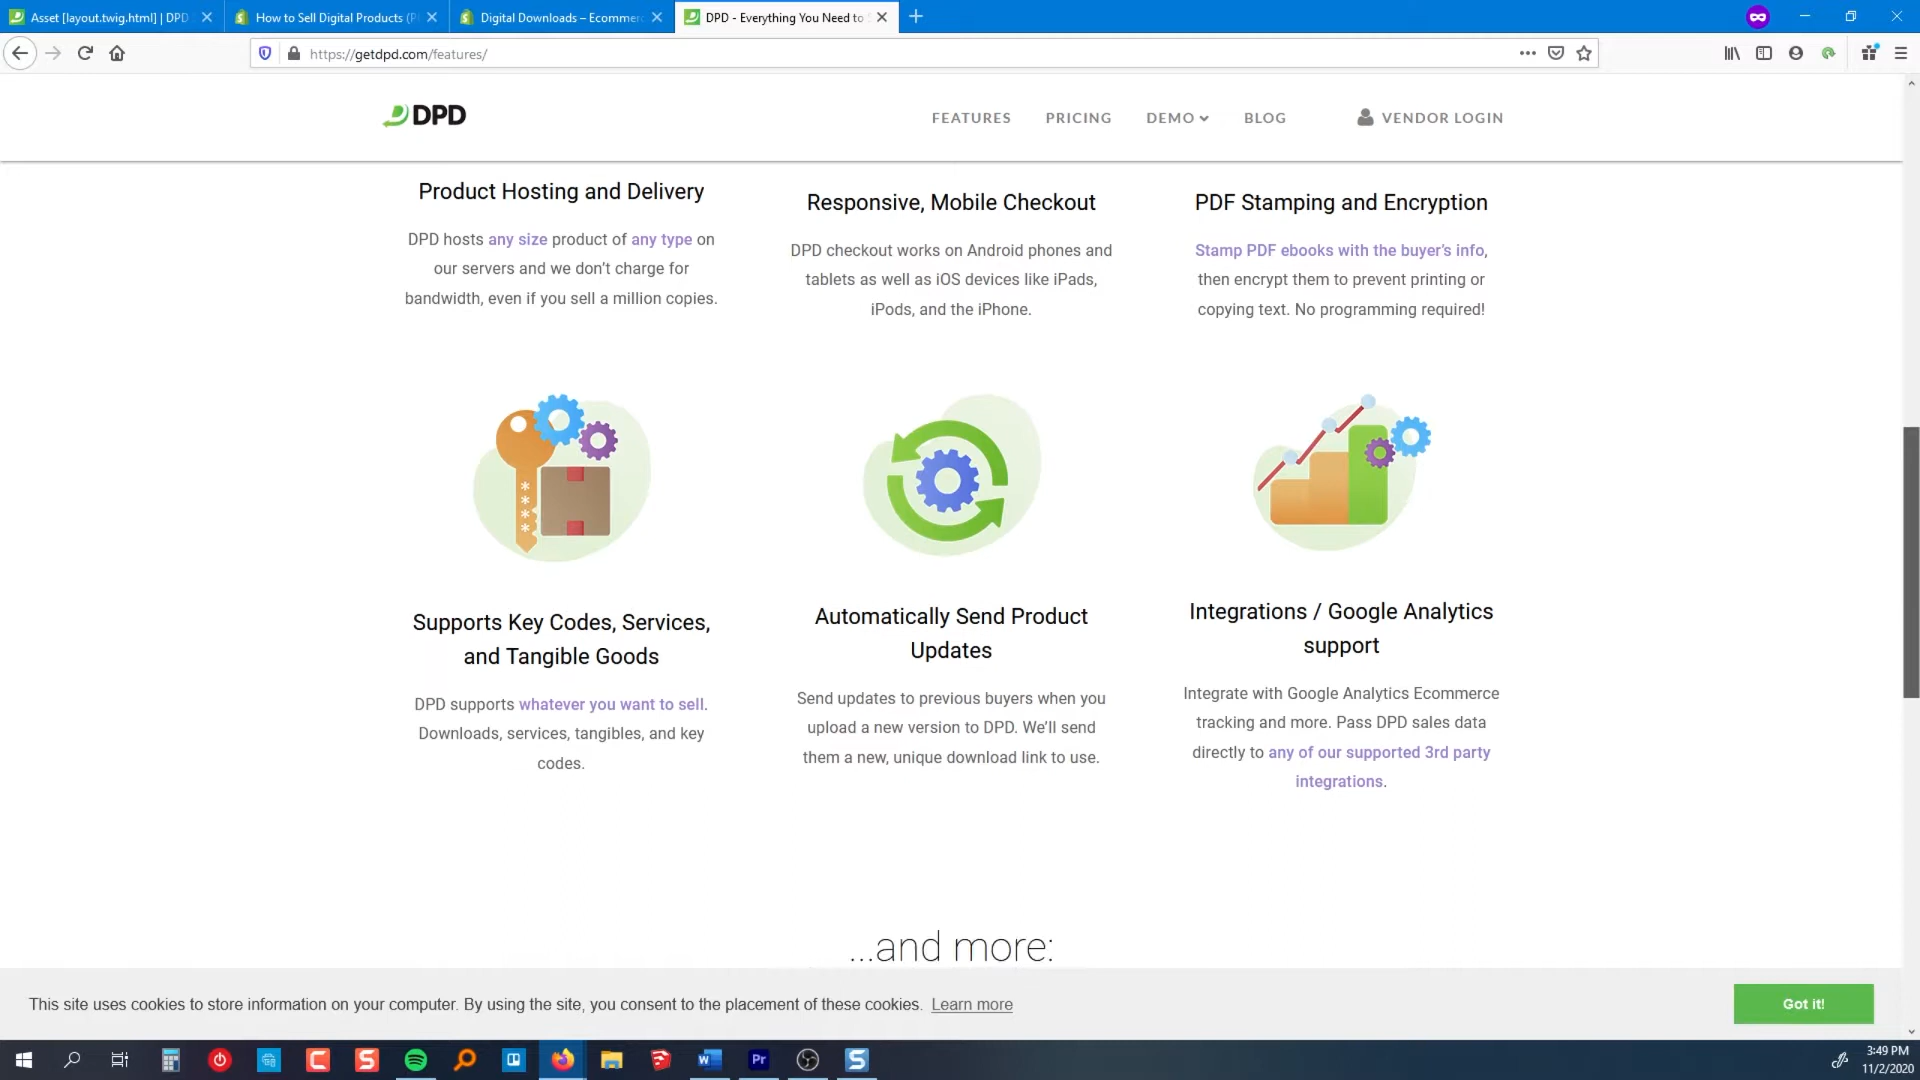 Asset [layout.twig.html] | DPD
How to Sell Digital Products (P
Digital Downloads – Ecommer
DPD - Everything You Need to S
https://getdpd.com/features/
DPD
FEATURES
PRICING
DEMO
BLOG
VENDOR LOGIN
Product Hosting and Delivery
DPD hosts any size product of any type on
our servers and we don’t charge for
bandwidth, even if you sell a million copies.
Responsive, Mobile Checkout
DPD checkout works on Android phones and
tablets as well as iOS devices like iPads,
iPods, and the iPhone.
PDF Stamping and Encryption
Stamp PDF ebooks with the buyer’s info,
then encrypt them to prevent printing or
copying text. No programming required!
Supports Key Codes, Services,
and Tangible Goods
DPD supports whatever you want to sell.
Downloads, services, tangibles, and key
codes.
Automatically Send Product
Updates
Send updates to previous buyers when you
upload a new version to DPD. We’ll send
them a new, unique download link to use.
Integrations / Google Analytics
support
Integrate with Google Analytics Ecommerce
tracking and more. Pass DPD sales data
directly to any of our supported 3rd party
integrations.
...and more:
This site uses cookies to store information on your computer. By using the site, you consent to the placement of these cookies. Learn more
Got it!
3:49 PM
11/2/2020